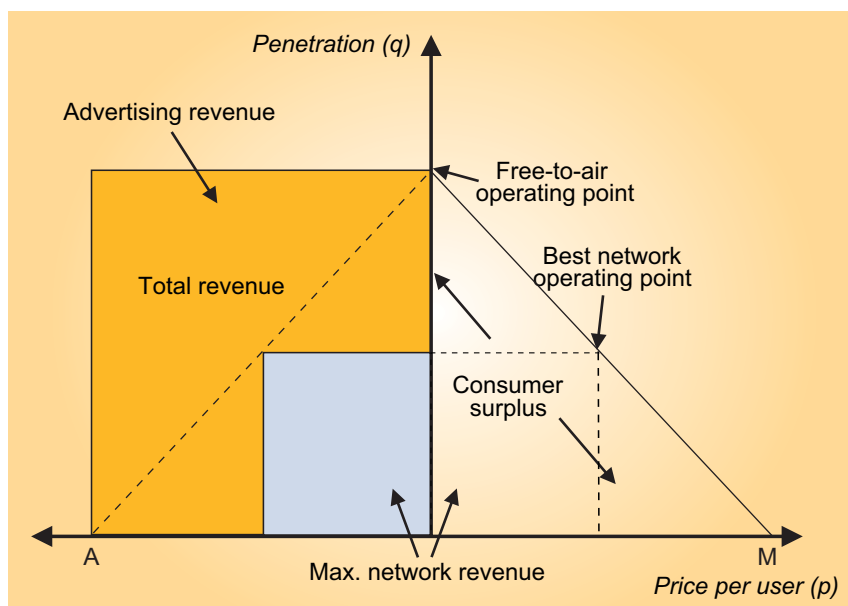 Penetration (q)
Advertising revenue
Free-to-air
operating point
Best network
operating point
Total revenue
Consumer
surplus
A
M
Max. network revenue
Price per user (p)